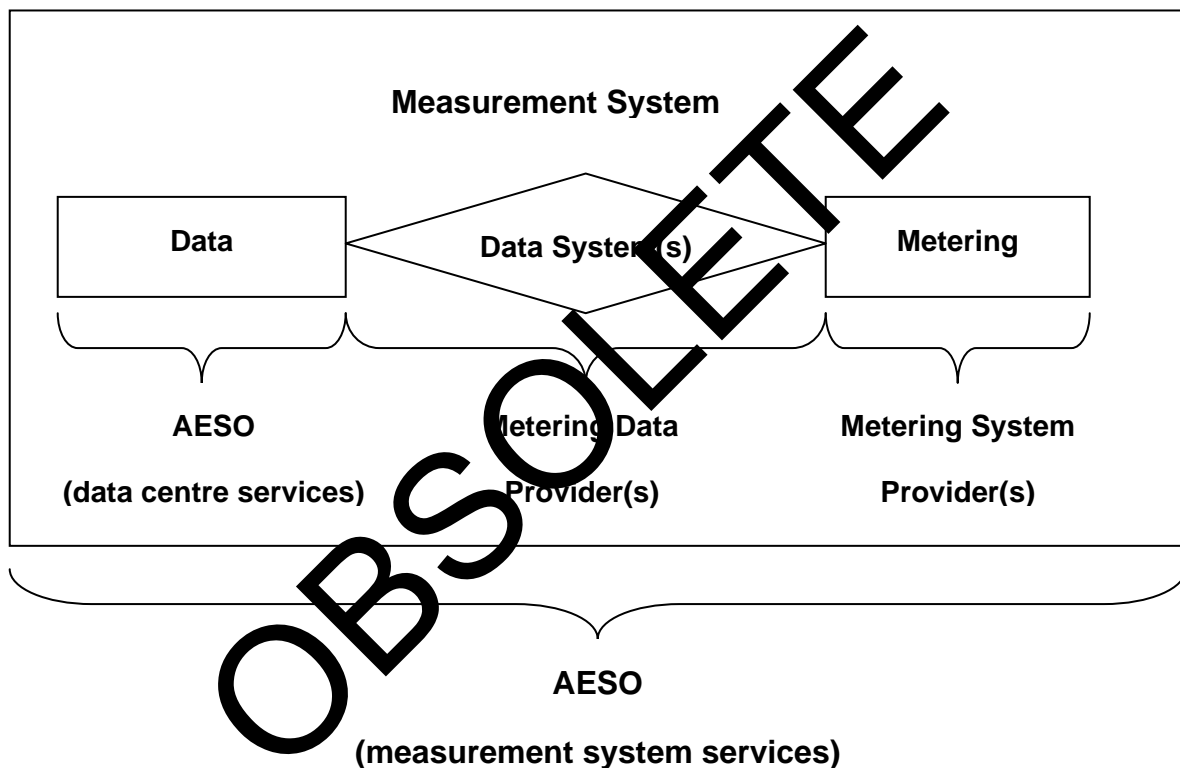 Measurement System
Data
Data System(s)
Metering
AESO
(data centre services)
Metering Data
Provider(s)
Metering System
Provider(s)
AESO
(measurement system services)
OBSOLETE